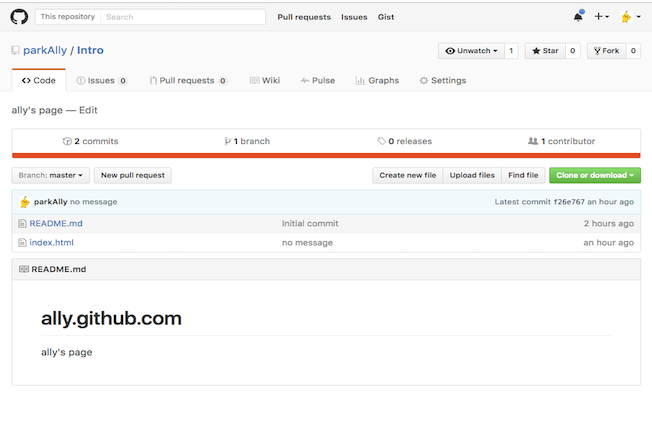 This repository Search Pull requests Issues Gist
parkAlly / Intro Unwatch 1 Star 0 Fork 0
Code Issues 0 Pull requests 0 Wiki Pulse Graphs Settings
ally's page — Edit
2 commits 1 branch 0 releases 1 contributor
Branch: master New pull request Create new file Upload files Find file Clone or download
parkAlly no message Latest commit f26e767 an hour ago
README.md Initial commit 2 hours ago
index.html no message an hour ago
README.md
ally.github.com
ally's page